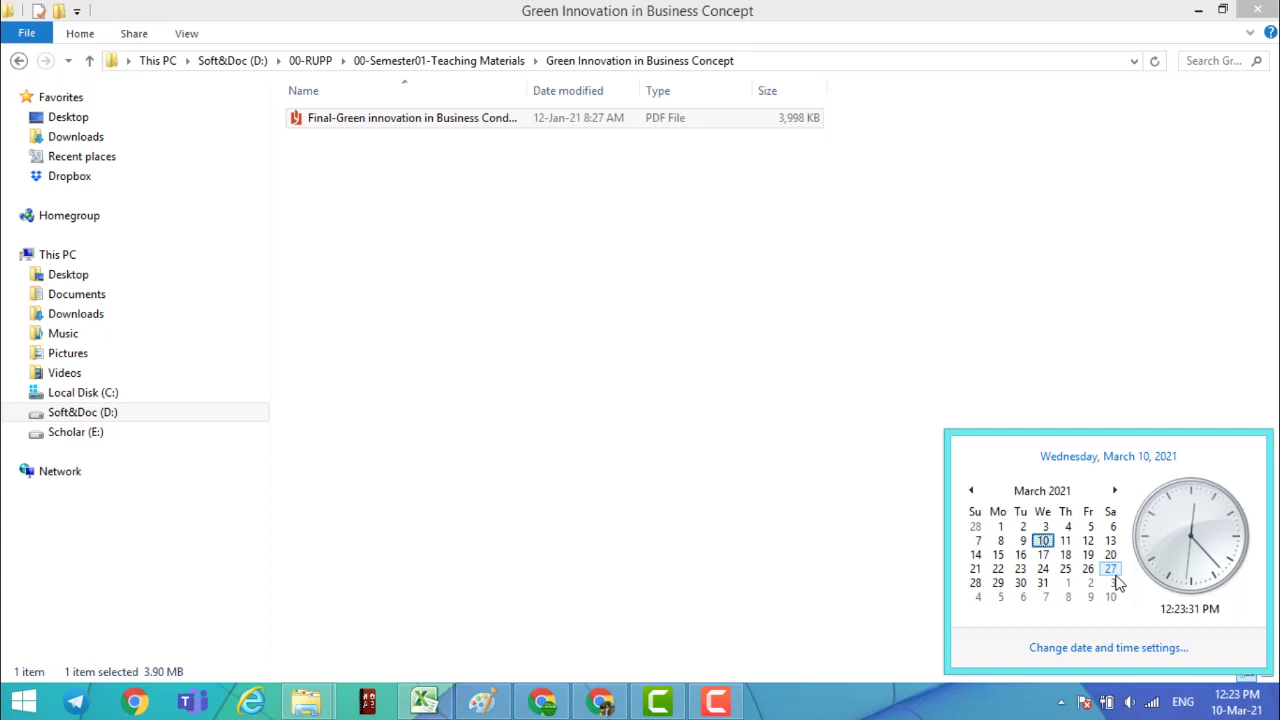 Green Innovation in Business Concept
File Home Share View
This PC Soft&Doc (D:) 00-RUPP 00-Semester01-Teaching Materials Green Innovation in Business Concept Search Gr...
Name Date modified Type Size
Final-Green innovation in Business Cond... 12-Jan-21 8:27 AM PDF File 3,998 KB
Favorites
Desktop
Downloads
Recent places
Dropbox
Homegroup
This PC
Desktop
Documents
Downloads
Music
Pictures
Videos
Local Disk (C:)
Soft&Doc (D:)
Scholar (E:)
Network
Wednesday, March 10, 2021
March 2021
Su Mo Tu We Th Fr Sa
28 1 2 3 4 5 6
7 8 9 10 11 12 13
14 15 16 17 18 19 20
21 22 23 24 25 26 27
28 29 30 31 1 2 3
4 5 6 7 8 9 10
12:23:31 PM
Change date and time settings...
1 item 1 item selected 3.90 MB
ENG 12:23 PM
10-Mar-21